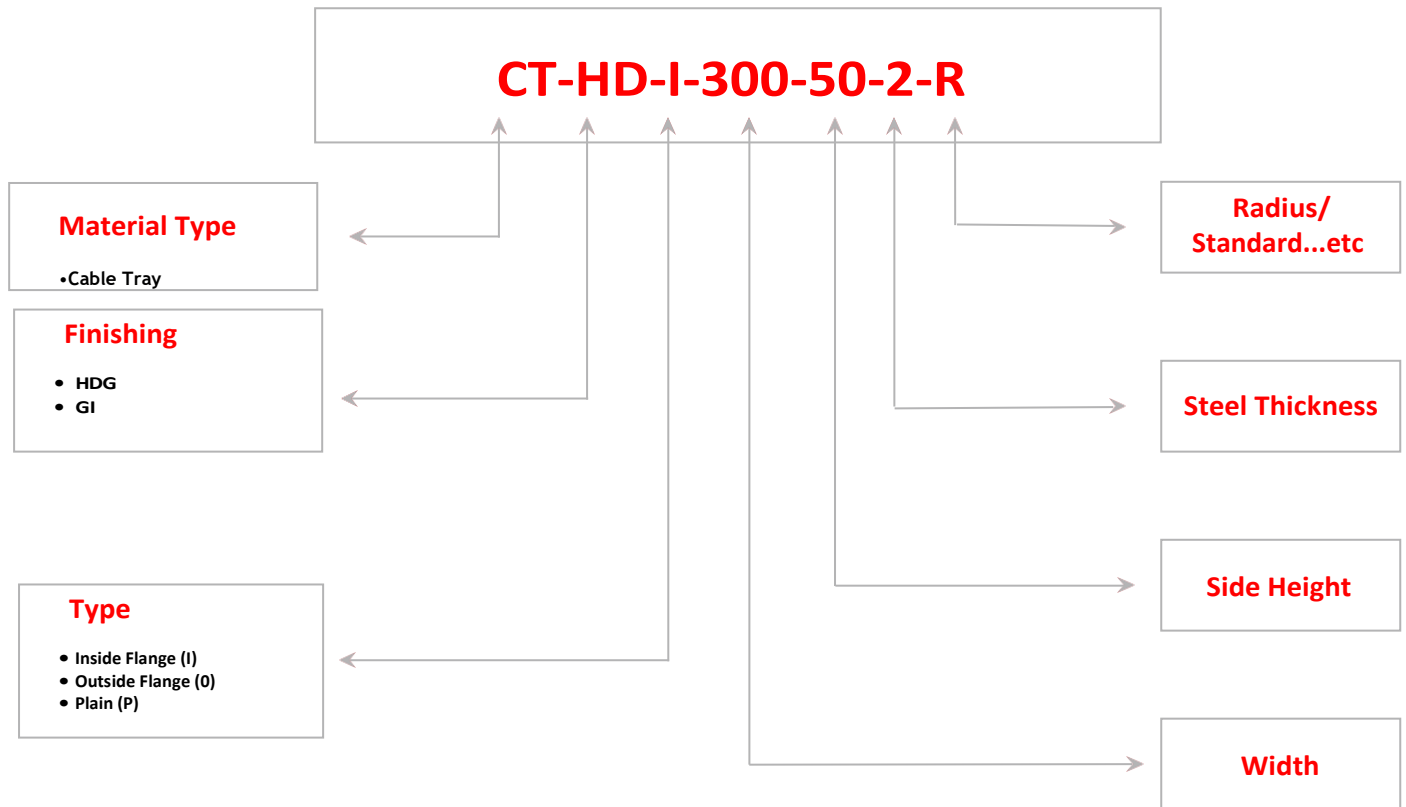 CT-HD-I-300-50-2-R
Material Type
•Cable Tray
Finishing
• HDG
• GI
Type
• Inside Flange (I)
• Outside Flange (0)
• Plain (P)
Radius/
Standard...etc
Steel Thickness
Side Height
Width